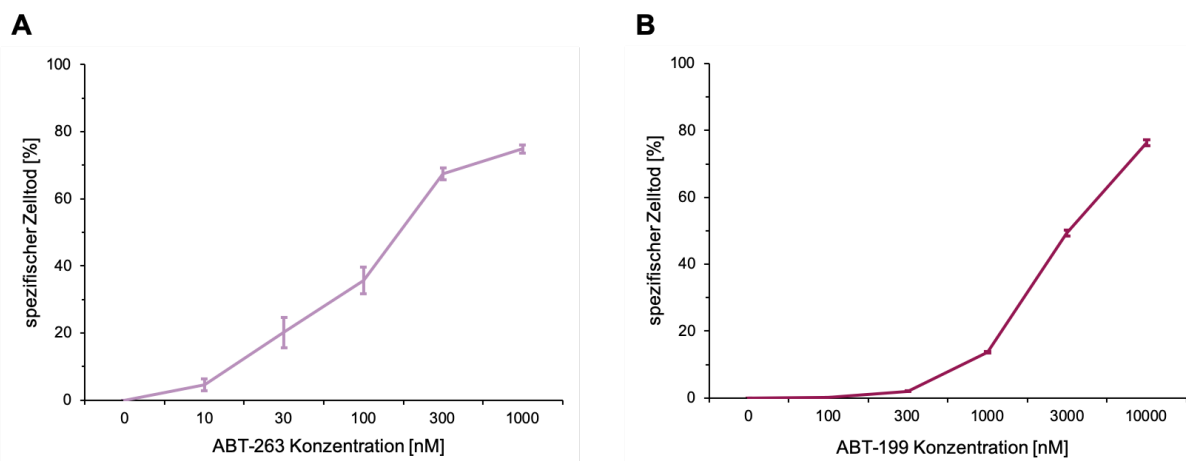 A
spezifischer Zelltod [%]
100
80
60
40
20
0
0 10 30 100 300 1000
ABT-263 Konzentration [nM]
B
spezifischer Zelltod [%]
100
80
60
40
20
0
0 100 300 1000 3000 10000
ABT-199 Konzentration [nM]